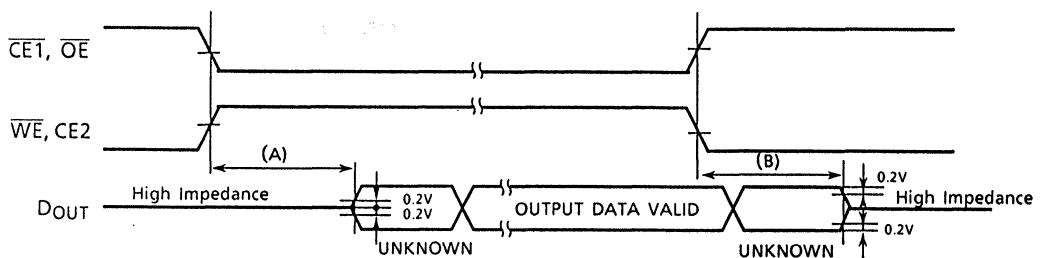 CE1, OE
WE, CE2
(A)
(B)
High Impedance
0.2V
0.2V
0.2V
High Impedance
DOUT
OUTPUT DATA VALID
0.2V
UNKNOWN
UNKNOWN